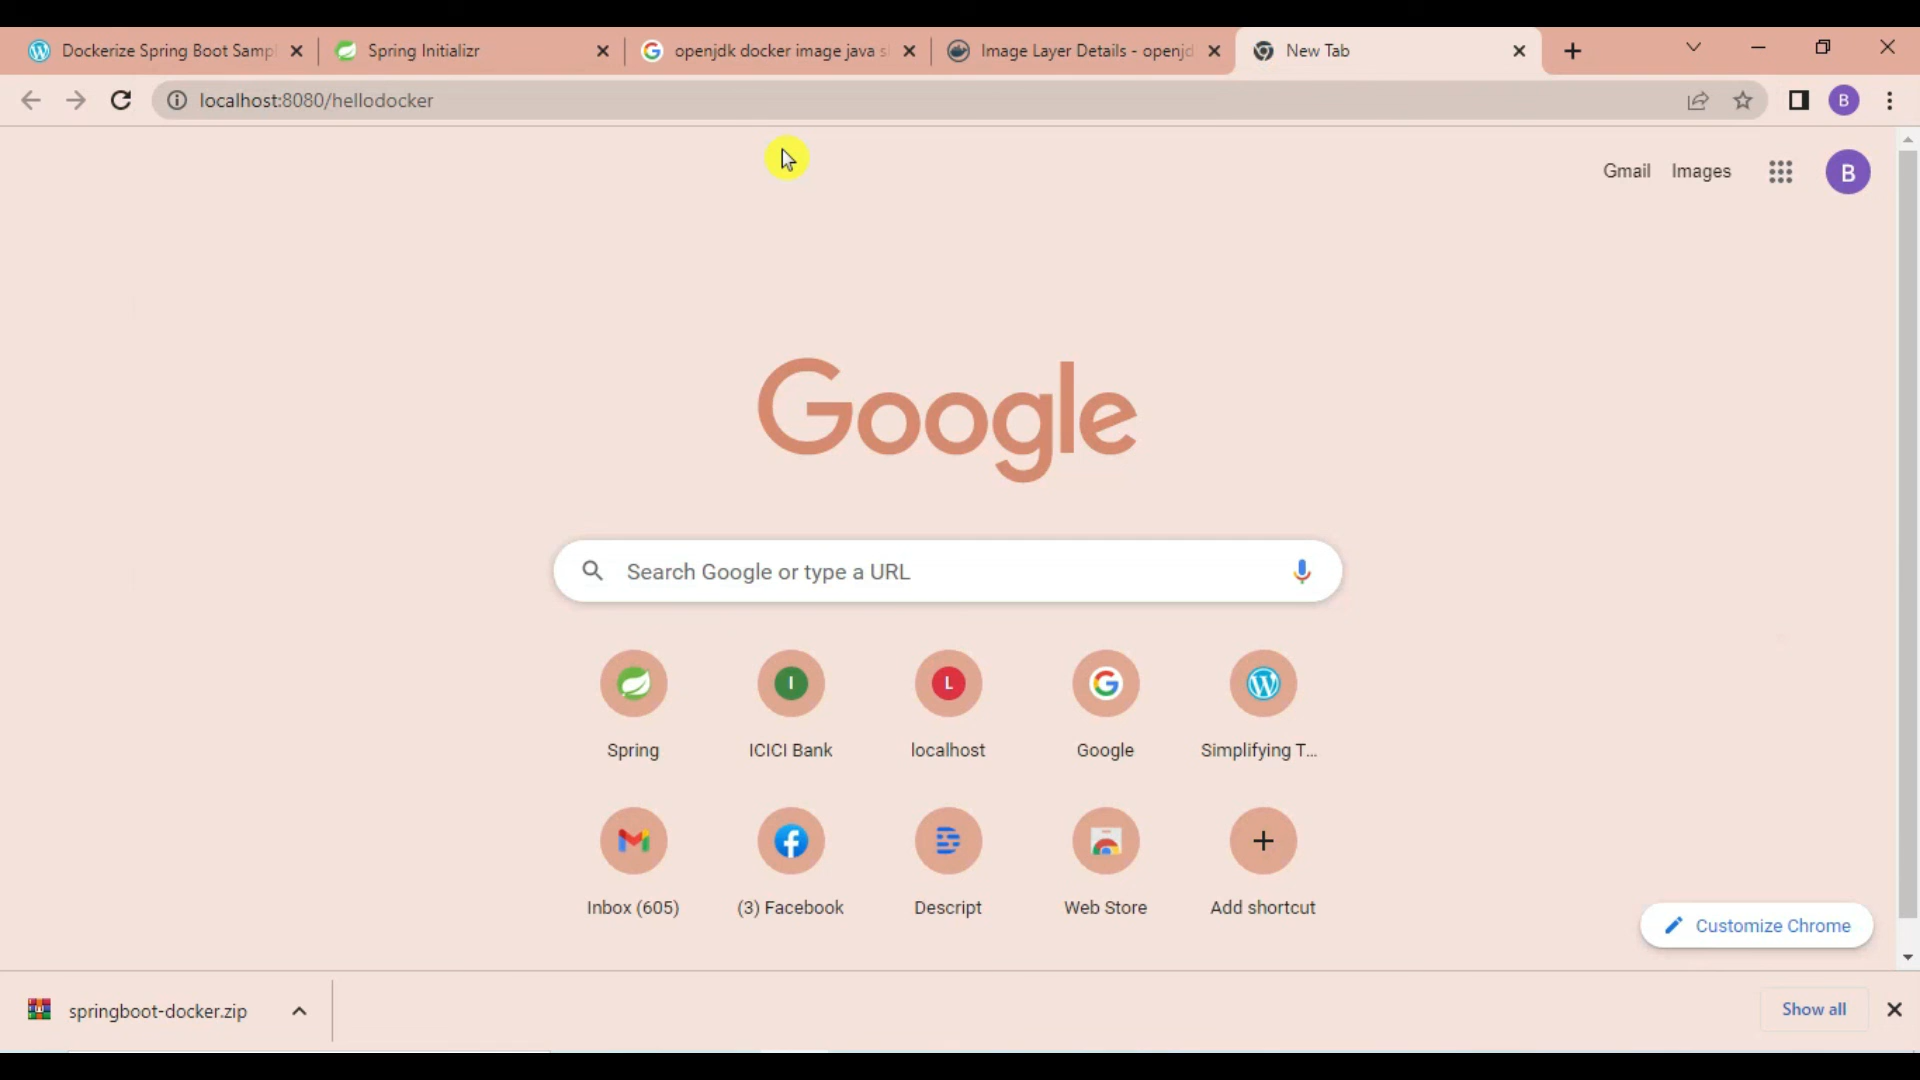 Dockerize Spring Boot Samp
Spring Initializr
openjdk docker image java s
Image Layer Details - openjd
New Tab
localhost:8080/hellodocker
B
Gmail
Images
B
Google
Search Google or type a URL
I
L
Spring
ICICI Bank
localhost
Google
Simplifying T...
Inbox (605)
(3) Facebook
Descript
Web Store
Add shortcut
Customize Chrome
springboot-docker.zip
Show all